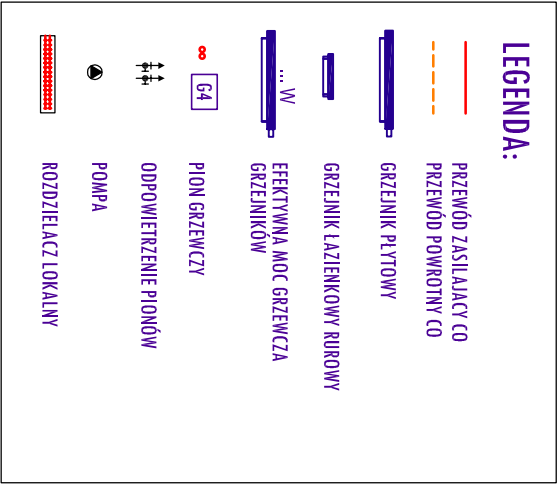 LEGENDA:
PRZEWÓD ZASILAJACY CO
PRZEWÓD POWROTNY CO
GRZEJNIK PŁYTOWY
GRZEJNIK ŁAZIENKOWY RUROWY
... W
EFEKTYWNA MOC GRZEWCZA
GRZEJNIKÓW
G4
PION GRZEWCZY
ODPOWIETRZENIE PIONÓW
POMPA
ROZDZIELACZ LOKALNY